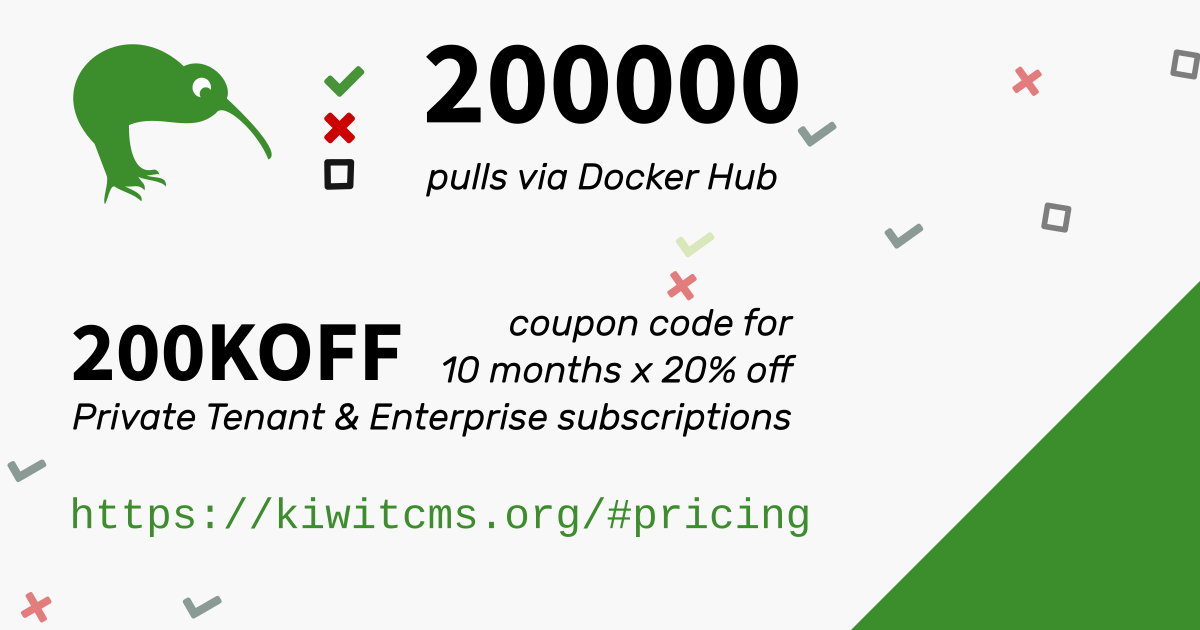 200000
pulls via Docker Hub
200KOFF
coupon code for
10 months x 20% off
Private Tenant & Enterprise subscriptions
https://kiwitcms.org/#pricing